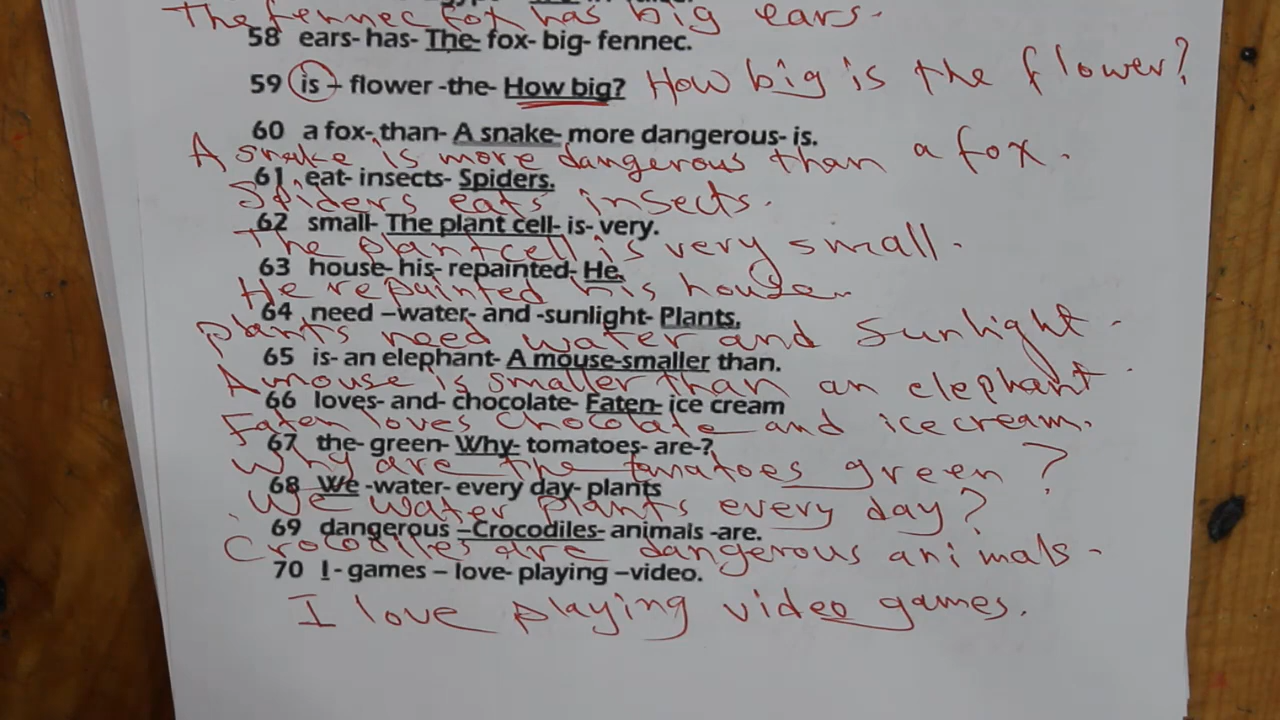 The fennec fox has big ears.
58 ears- has- The- fox- big- fennec.
59 is - flower -the- How big? How big is the flower?
60 a fox- than- A snake- more dangerous- is.
A snake is more dangerous than a fox.
61 eat- insects- Spiders.
Spiders eats insects.
62 small- The plant cell- is- very.
The plant cell is very small.
63 house- his- repainted- He.
He repainted his house.
64 need –water- and -sunlight- Plants.
plants need water and sunlight.
65 is- an elephant- A mouse-smaller than.
A mouse is smaller than an elephant.
66 loves- and- chocolate- Faten- ice cream
Faten loves chocolate and ice cream.
67 the- green- Why- tomatoes- are-?
Why are the tomatoes green?
68 We -water- every day- plants
We water plants every day?
69 dangerous –Crocodiles- animals -are.
Crocodiles are dangerous animals.
70 I- games – love- playing –video.
I love playing video games.